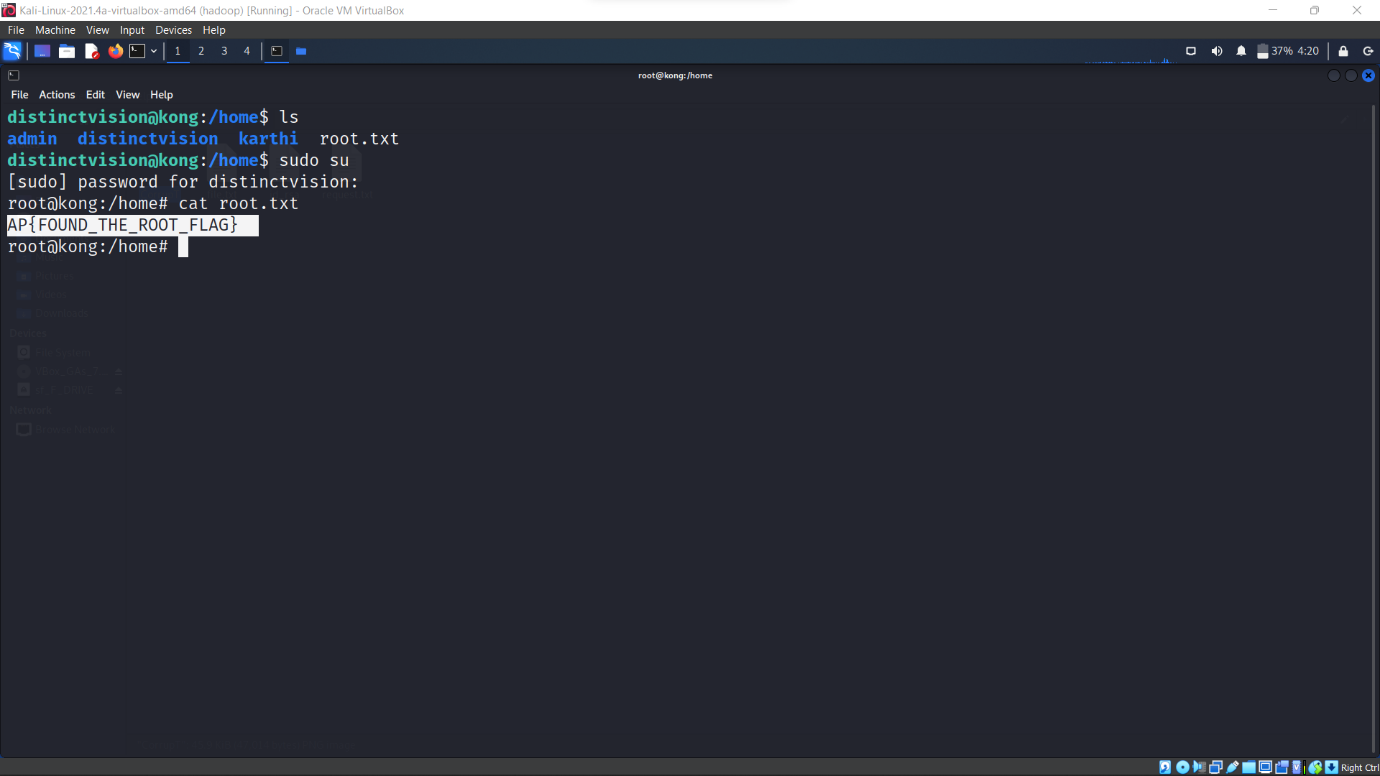 Kali-Linux-2021.4a-virtualbox-amd64 (hadoop) [Running] - Oracle VM VirtualBox
File Machine View Input Devices Help
1 2 3 4 37% 4:20
root@kong:/home
File Actions Edit View Help
distinctvision@kong:/home$ ls
admin distinctvision karthi root.txt
distinctvision@kong:/home$ sudo su
[sudo] password for distinctvision:
root@kong:/home# cat root.txt
AP{FOUND_THE_ROOT_FLAG}
root@kong:/home#
Devices
Network
Right Ctrl